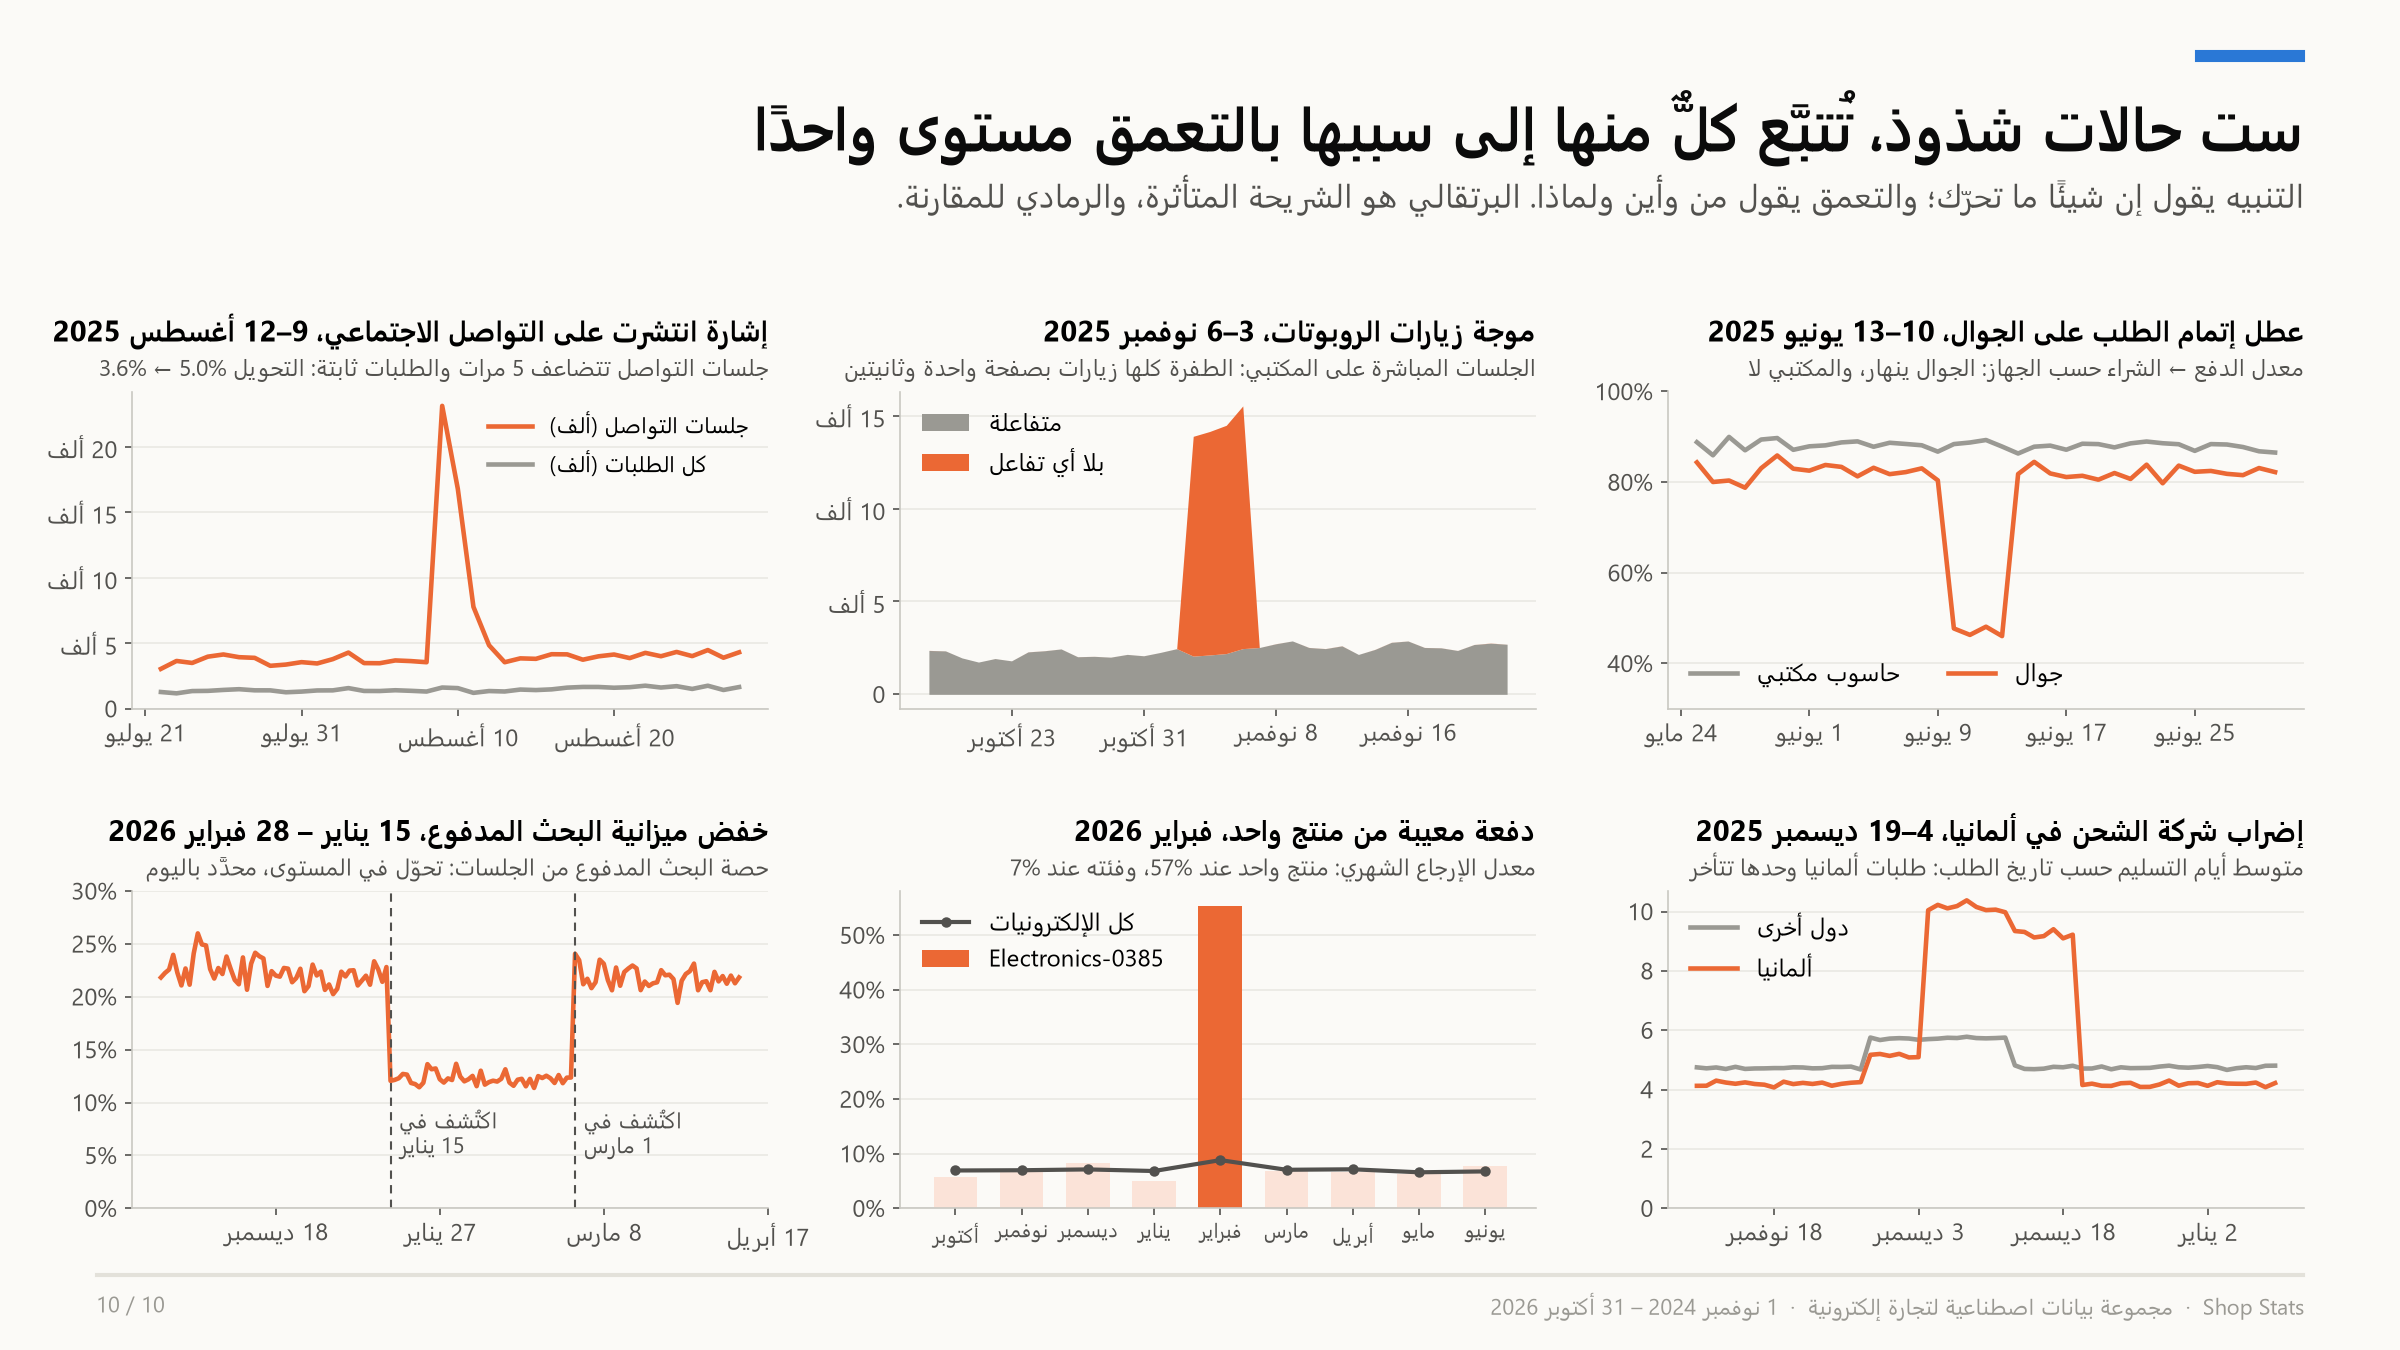 ست حالات شذوذ، تُتتبَّع كلٌّ منها إلى سببها بالتعمق مستوى واحدًا
التنبيه يقول إن شيئًا ما تحرّك؛ والتعمق يقول من وأين ولماذا. البرتقالي هو الشريحة المتأثرة، والرمادي للمقارنة.
عطل إتمام الطلب على الجوال، 10–13 يونيو 2025
معدل الدفع ← الشراء حسب الجهاز: الجوال ينهار، والمكتبي لا
100%
80%
60%
40%
جوال
حاسوب مكتبي
24 مايو
1 يونيو
9 يونيو
17 يونيو
25 يونيو
موجة زيارات الروبوتات، 3–6 نوفمبر 2025
الجلسات المباشرة على المكتبي: الطفرة كلها زيارات بصفحة واحدة وثانيتين
15 ألف
10 ألف
5 ألف
0
متفاعلة
بلا أي تفاعل
23 أكتوبر
31 أكتوبر
8 نوفمبر
16 نوفمبر
إشارة انتشرت على التواصل الاجتماعي، 9–12 أغسطس 2025
جلسات التواصل تتضاعف 5 مرات والطلبات ثابتة: التحويل 5.0% ← 3.6%
20 ألف
15 ألف
10 ألف
5 ألف
0
جلسات التواصل (ألف)
كل الطلبات (ألف)
21 يوليو
31 يوليو
10 أغسطس
20 أغسطس
إضراب شركة الشحن في ألمانيا، 4–19 ديسمبر 2025
متوسط أيام التسليم حسب تاريخ الطلب: طلبات ألمانيا وحدها تتأخر
10
8
6
4
2
0
دول أخرى
ألمانيا
18 نوفمبر
3 ديسمبر
18 ديسمبر
2 يناير
دفعة معيبة من منتج واحد، فبراير 2026
معدل الإرجاع الشهري: منتج واحد عند 57%، وفئته عند 7%
50%
40%
30%
20%
10%
0%
كل الإلكترونيات
Electronics-0385
أكتوبر
نوفمبر
ديسمبر
يناير
فبراير
مارس
أبريل
مايو
يونيو
خفض ميزانية البحث المدفوع، 15 يناير – 28 فبراير 2026
حصة البحث المدفوع من الجلسات: تحوّل في المستوى، محدَّد باليوم
30%
25%
20%
15%
10%
5%
0%
اكتُشف في
15 يناير
اكتُشف في
1 مارس
18 ديسمبر
27 يناير
8 مارس
17 أبريل
Shop Stats · مجموعة بيانات اصطناعية لتجارة إلكترونية · 1 نوفمبر 2024 – 31 أكتوبر 2026
10 / 10